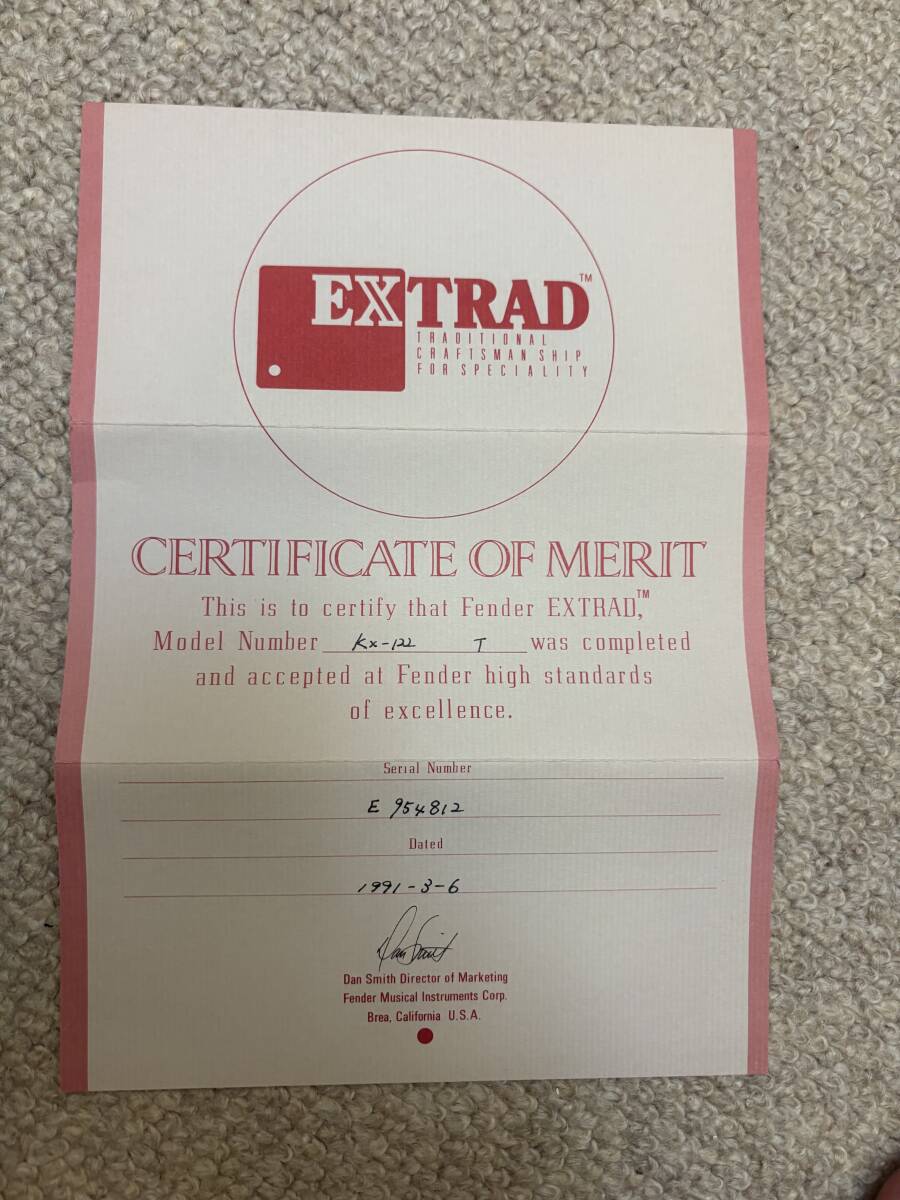 EXTRAD™
TRADITIONAL
CRAFTSMAN SHIP
FOR SPECIALITY
CERTIFICATE OF MERIT
This is to certify that Fender EXTRAD,™
Model Number Kx-122 T was completed
and accepted at Fender high standards
of excellence.
Serial Number
E 954812
Dated
1991-3-6
Dan Smith
Dan Smith Director of Marketing
Fender Musical Instruments Corp.
Brea, California U.S.A.